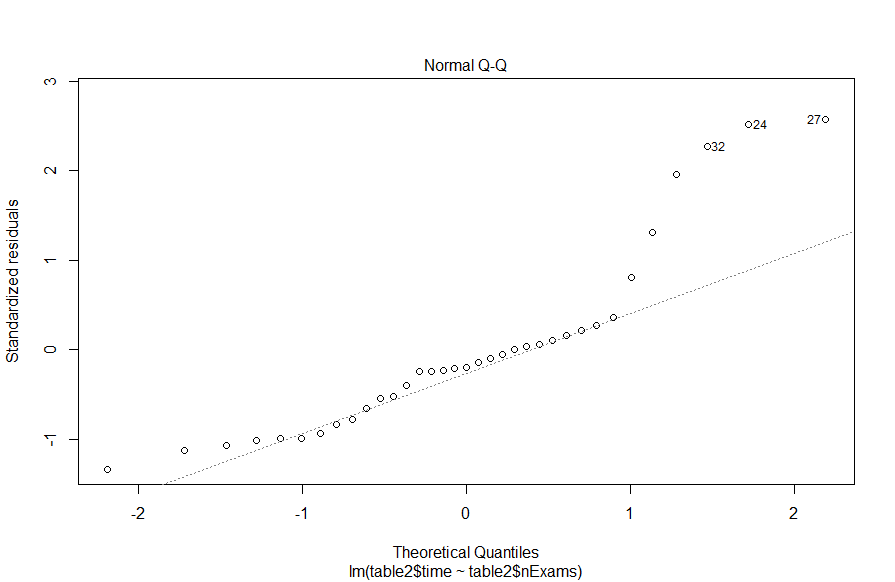 Normal Q-Q
Standardized residuals
3
2
1
0
-1
27
24
32
-2 -1 0 1 2
Theoretical Quantiles
lm(table2$time ~ table2$nExams)